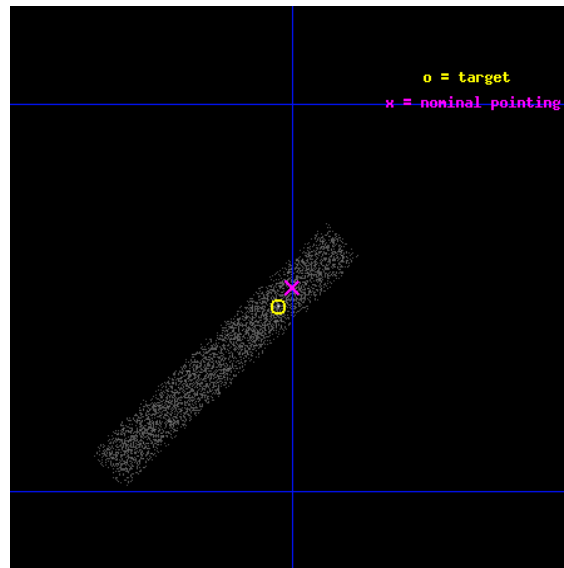 o = target
x = nominal pointing